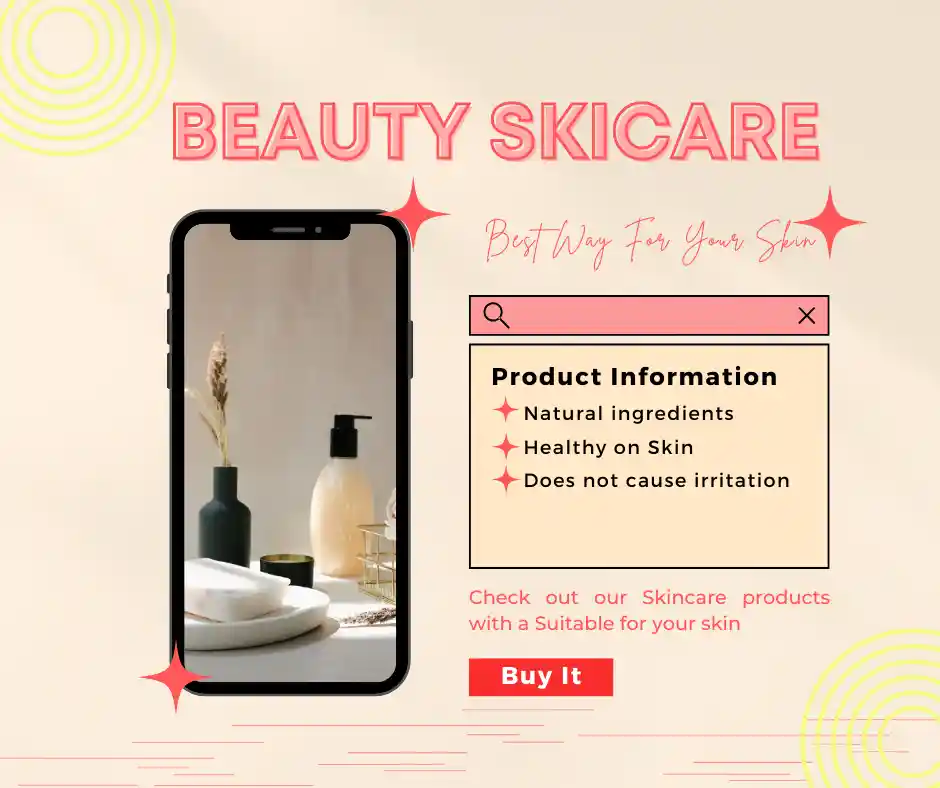 BEAUTY SKICARE
Best Way For Your Skin
Product Information
Natural ingredients
Healthy on Skin
Does not cause irritation
Check out our Skincare products
with a Suitable for your skin
Buy It